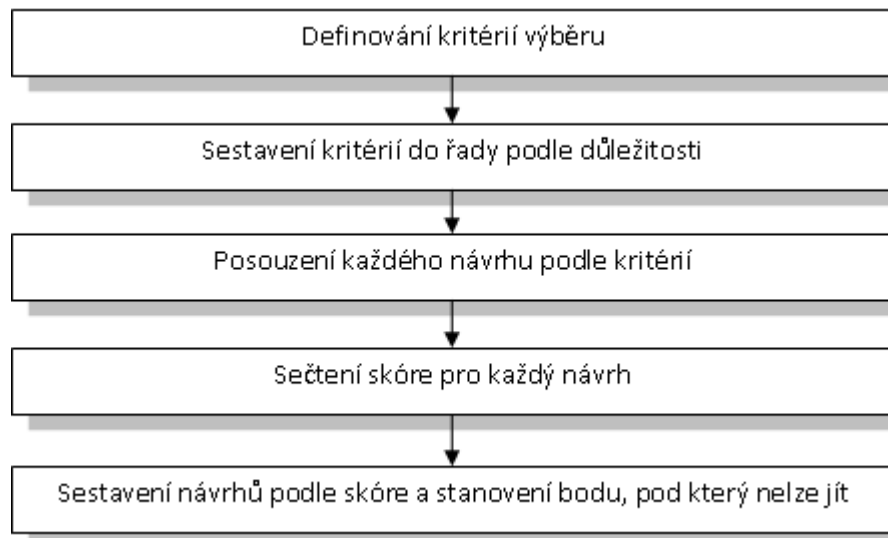 Definování kritérií výběru
Sestavení kritérií do řady podle důležitosti
Posouzení každého návrhu podle kritérií
Sečtení skóre pro každý návrh
Sestavení návrhů podle skóre a stanovení bodu, pod který nelze jít